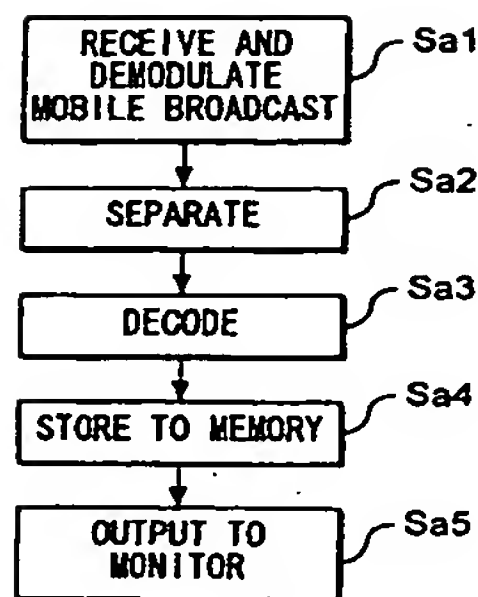 RECEIVE AND
DEMODULATE
MOBILE BROADCAST
Sa1
SEPARATE
Sa2
DECODE
Sa3
STORE TO MEMORY
Sa4
OUTPUT TO
MONITOR
Sa5